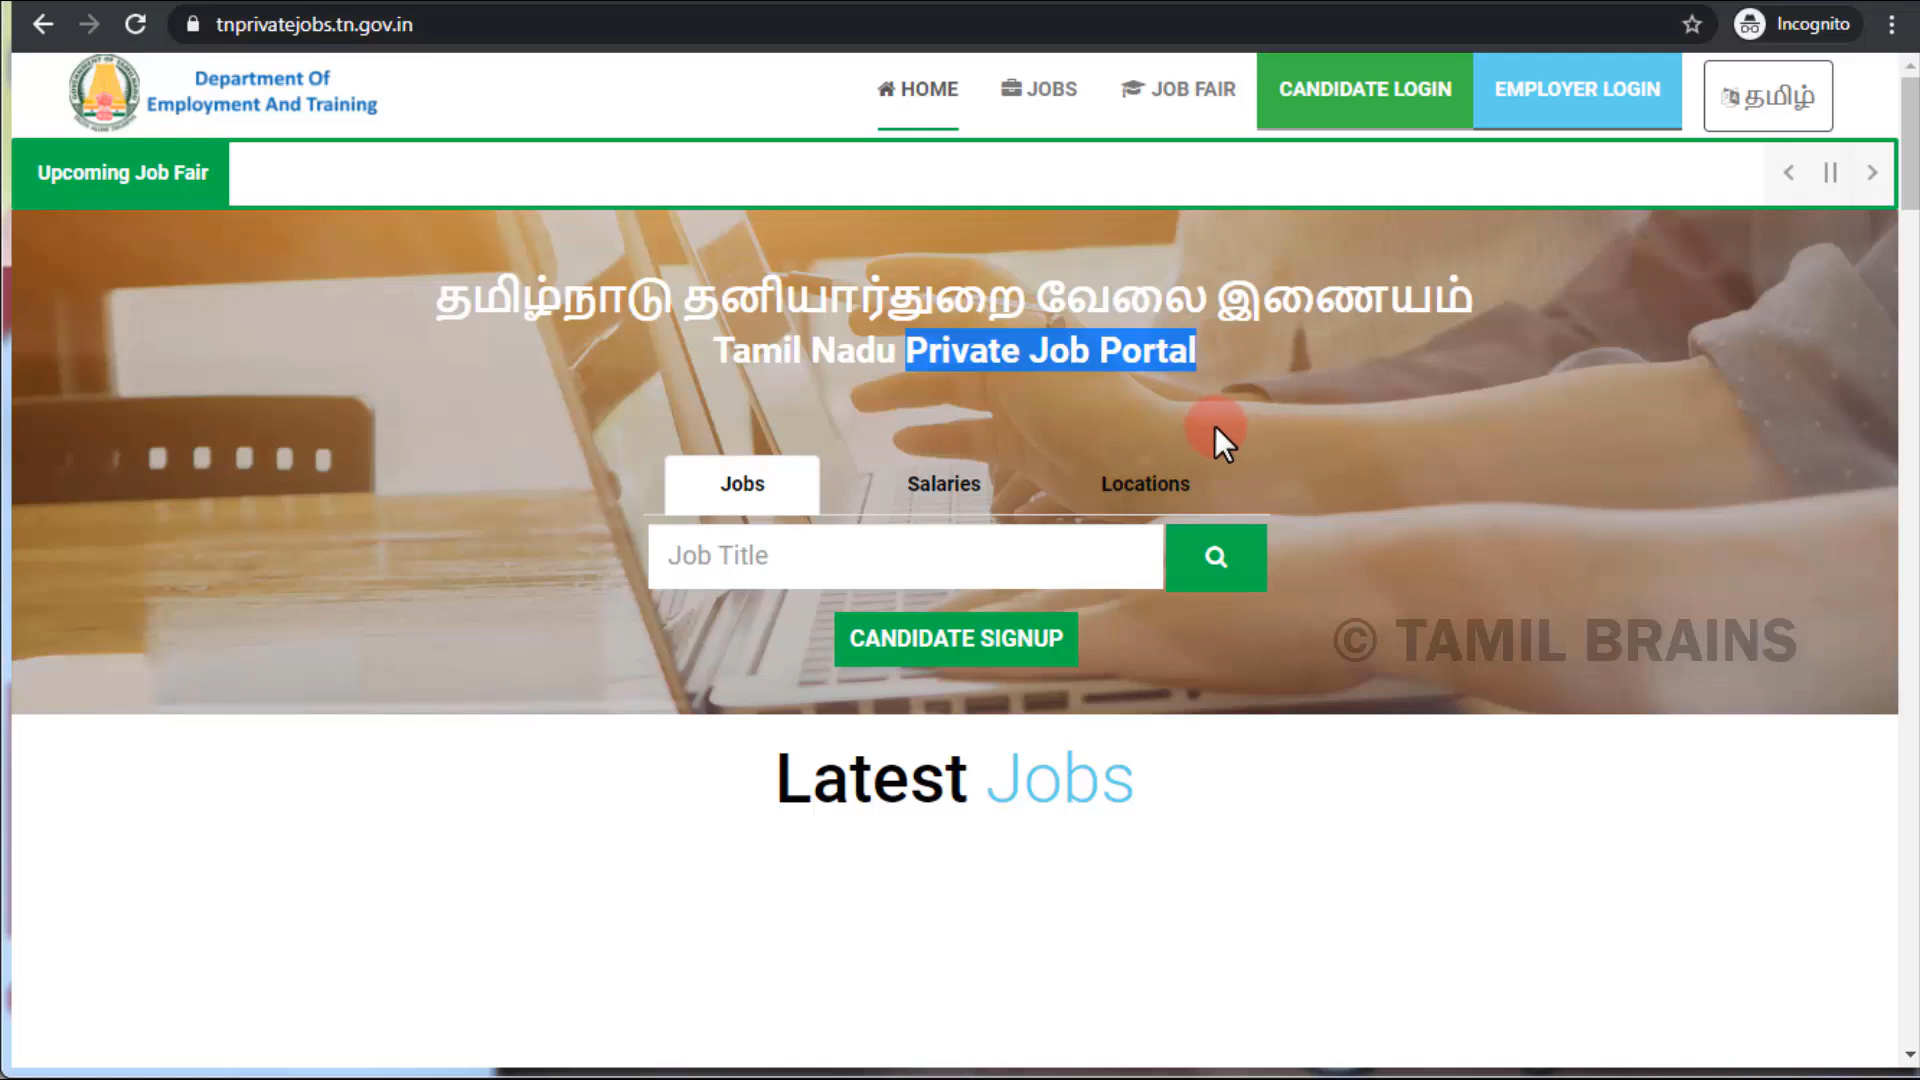 tnprivatejobs.tn.gov.in
Incognito
Department Of
Employment And Training
HOME
JOBS
JOB FAIR
CANDIDATE LOGIN
EMPLOYER LOGIN
தமிழ்
Upcoming Job Fair
தமிழ்நாடு தனியார்துறை வேலை இணையம்
Tamil Nadu Private Job Portal
Jobs
Salaries
Locations
Job Title
CANDIDATE SIGNUP
© TAMIL BRAINS
Latest Jobs